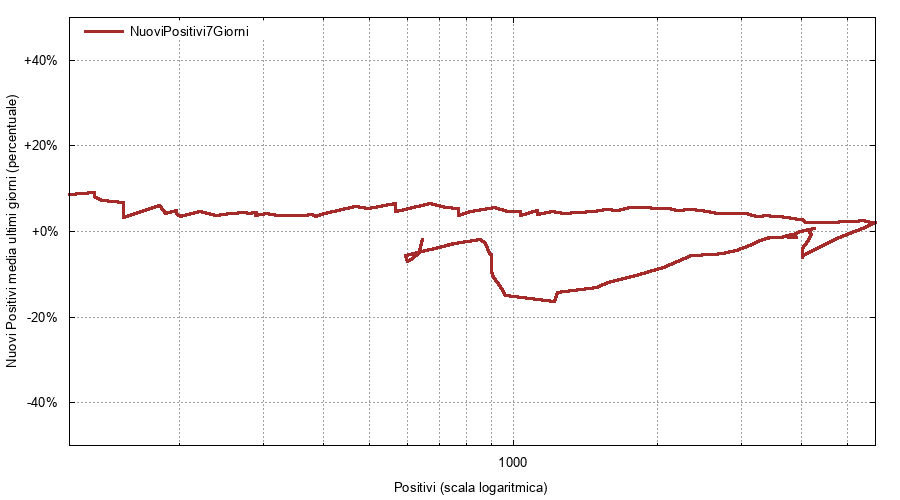 NuoviPositivi7Giorni
+40%
+20%
+0%
-20%
-40%
Nuovi Positivi media ultimi giorni (percentuale)
1000
Positivi (scala logaritmica)